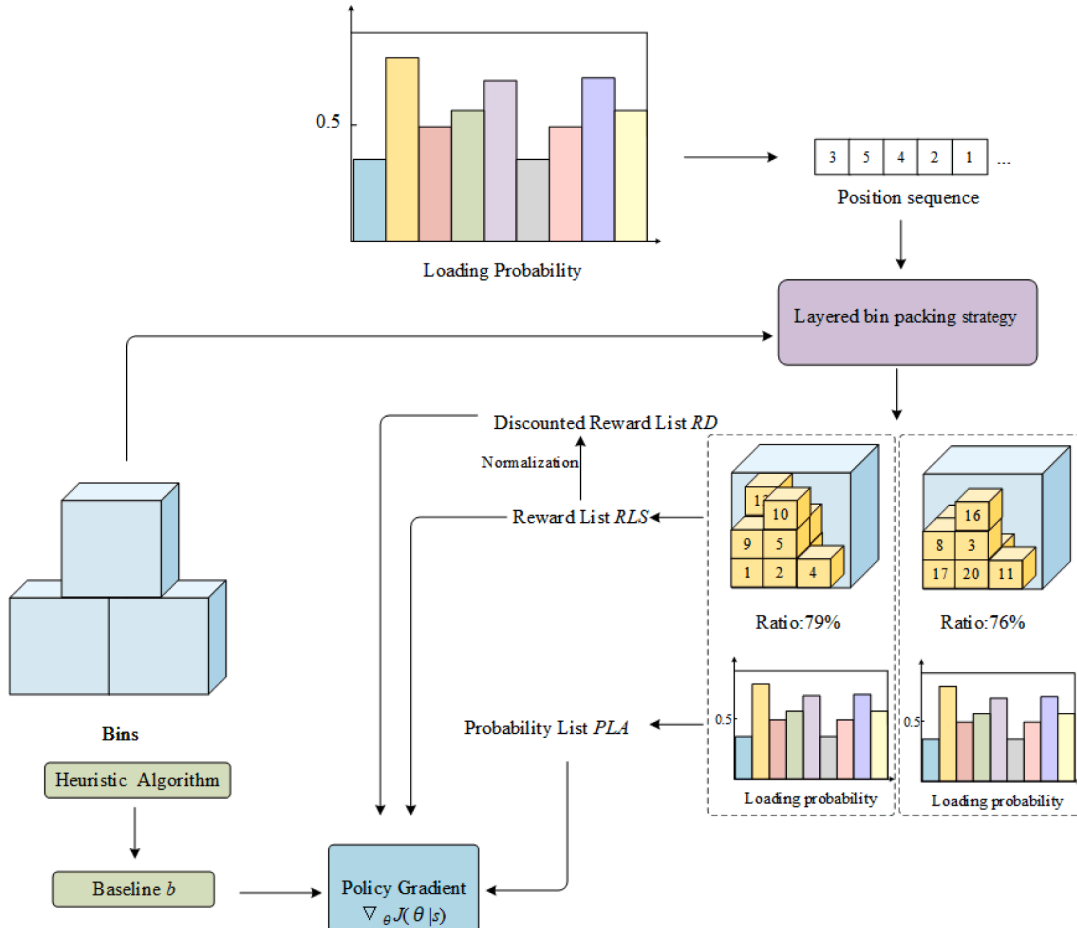 0.5
3 5 4 2 1 ...
Position sequence
Loading Probability
Layered bin packing strategy
Discounted Reward List RD
Normalization
Reward List RLS
10
9 5
1 2 4
Ratio:79%
16
8 3
17 20 11
Ratio:76%
0.5
Loading probability
0.5
Loading probability
Probability List PLA
Bins
Heuristic Algorithm
Baseline b
Policy Gradient
∇θJ(θ|s)